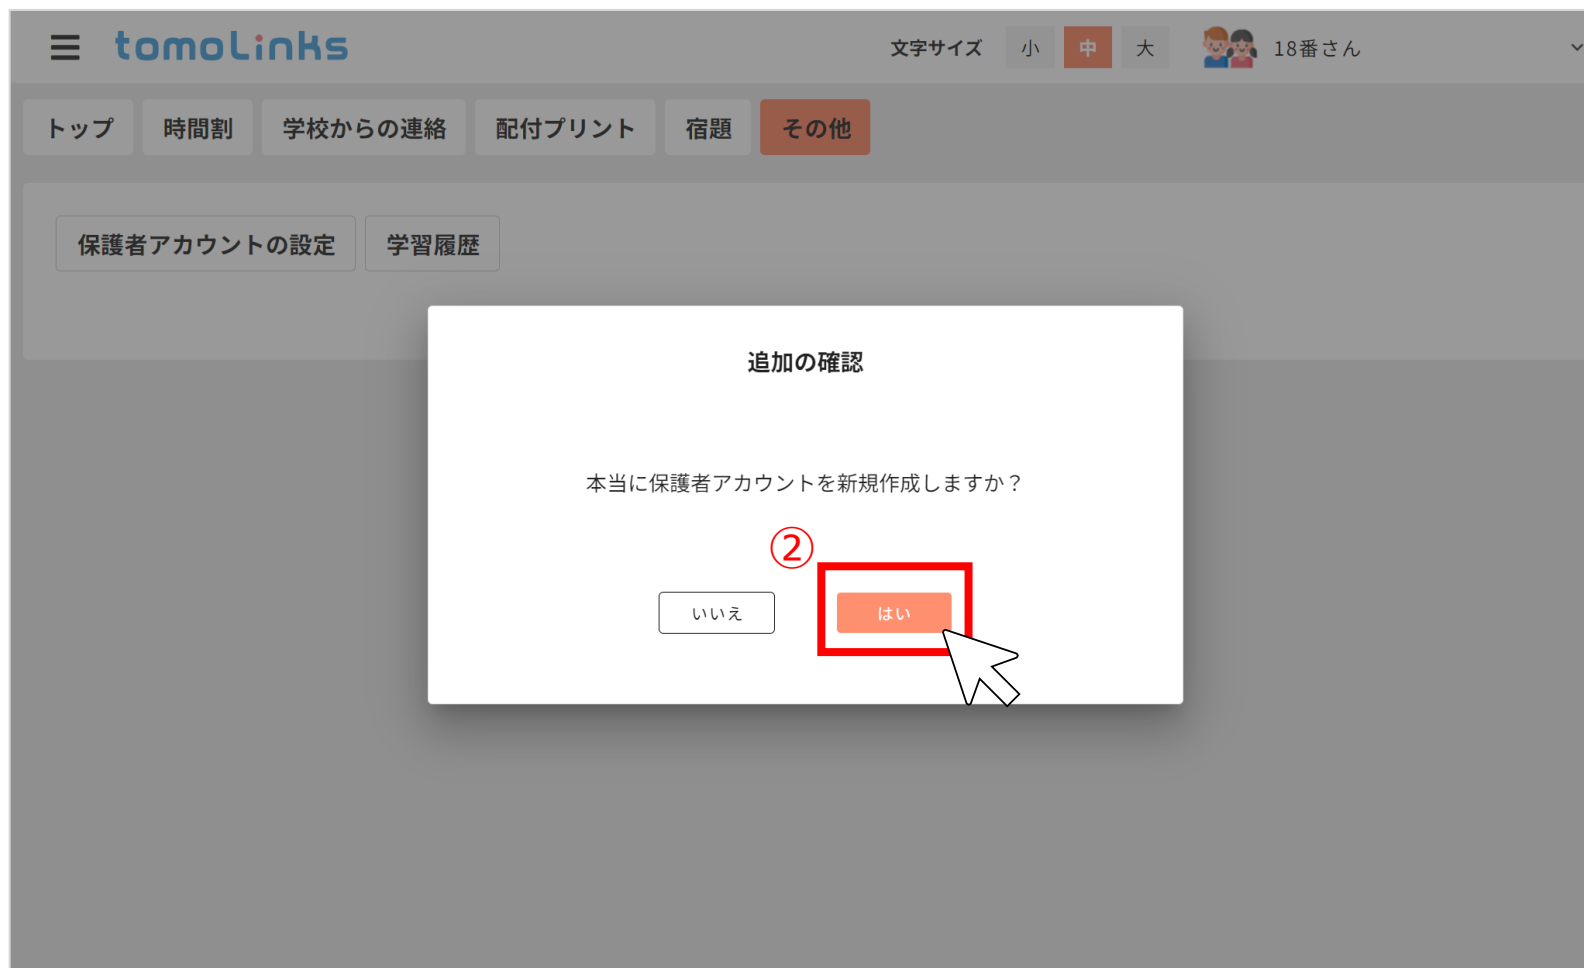 tomoLinks
文字サイズ 小 中 大 18番さん
トップ 時間割 学校からの連絡 配付プリント 宿題 その他
保護者アカウントの設定 学習履歴
追加の確認
本当に保護者アカウントを新規作成しますか？
②
いいえ はい